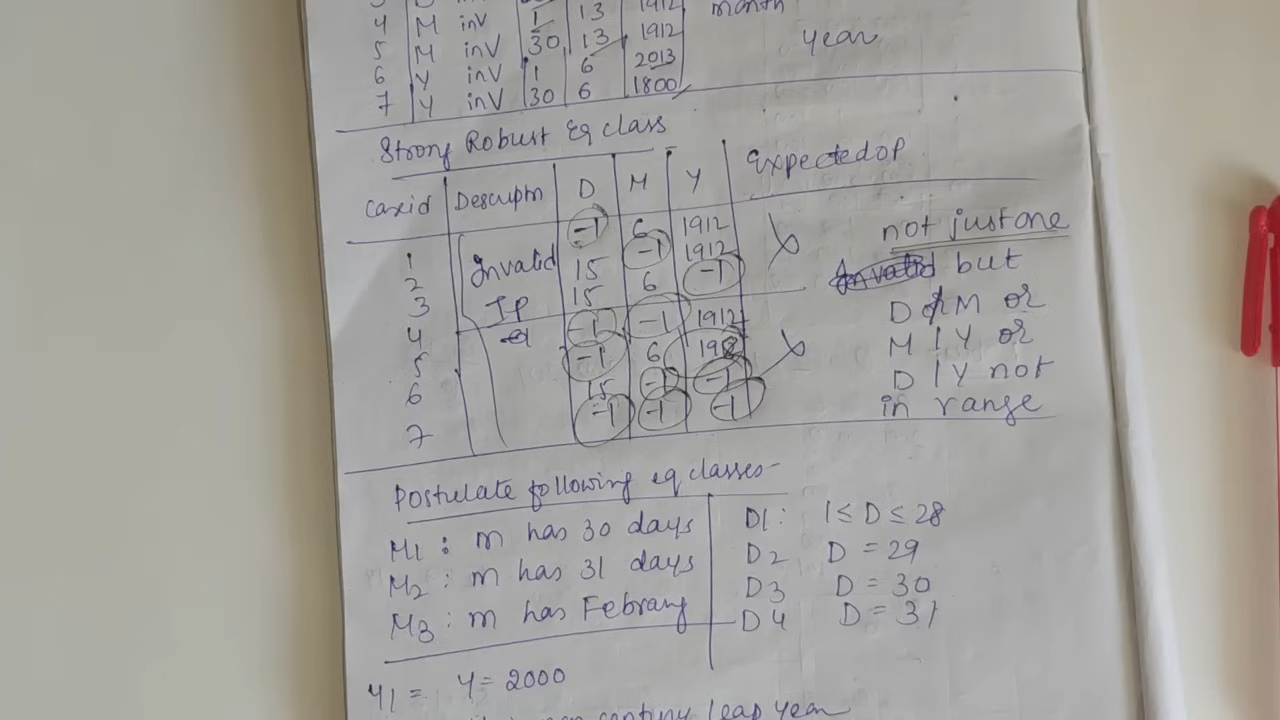 4 M inV 1 13 1912 month
5 M inV 30 13 1912 year
6 Y inV 1 6 2013
7 Y inV 30 6 1800
Strong Robust Eq class
Caseid Descriptn D M Y Expected op
1 -1 6 1912
2 Invalid 15 -1 1912
3 Ip 15 6 -1
4 -1 -1 1912
5 -1 6
6 15 -1 -1
7 -1 -1 -1
not just one
but
D M or
M / Y or
D / Y not
in range
Postulate following eq classes-
M1 : m has 30 days D1: 1 ≤ D ≤ 28
M2 : m has 31 days D2 D = 29
M3 : m has Febrany D3 D = 30
D4 D = 31
Y1 = Y = 2000
century leap year